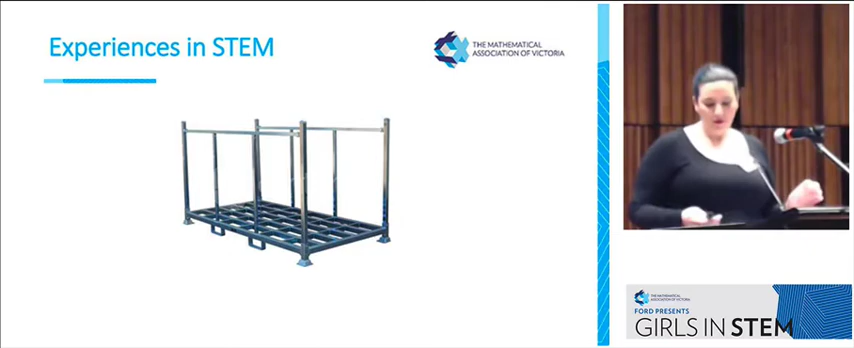 Experiences in STEM
THE MATHEMATICAL
ASSOCIATION OF VICTORIA
THE MATHEMATICAL
ASSOCIATION OF VICTORIA
FORD PRESENTS
GIRLS IN STEM